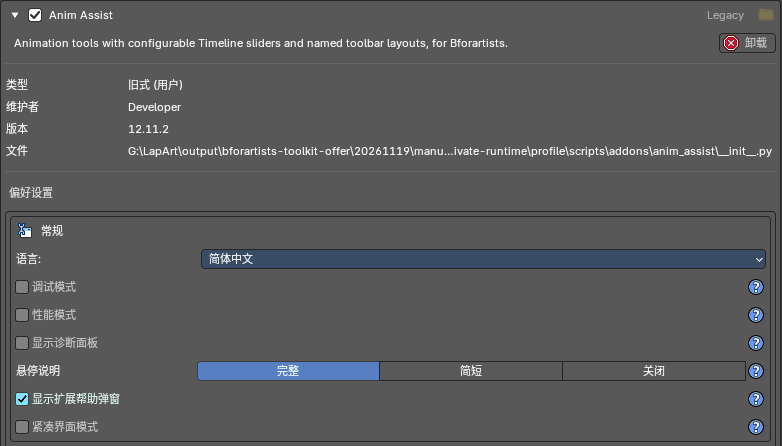 Anim Assist
Legacy
Animation tools with configurable Timeline sliders and named toolbar layouts, for Bforartists.
卸载
类型 旧式 (用户)
维护者 Developer
版本 12.11.2
文件 G:\LapArt\output\bforartists-toolkit-offer\20261119\manu...ivate-runtime\profile\scripts\addons\anim_assist\__init__.py
偏好设置
常规
语言: 简体中文
调试模式 ?
性能模式 ?
显示诊断面板 ?
悬停说明 完整 简短 关闭 ?
显示扩展帮助弹窗 ?
紧凑界面模式 ?